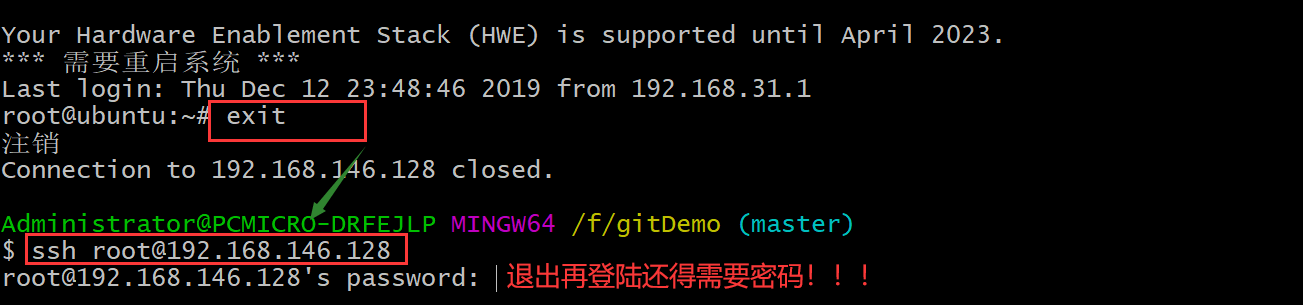 Your Hardware Enablement Stack (HWE) is supported until April 2023.
*** 需要重启系统 ***
Last login: Thu Dec 12 23:48:46 2019 from 192.168.31.1
root@ubuntu:~# exit
注销
Connection to 192.168.146.128 closed.
Administrator@PCMICRO-DRFEJLP MINGW64 /f/gitDemo (master)
$ ssh root@192.168.146.128
root@192.168.146.128's password: 退出再登陆还得需要密码！！！